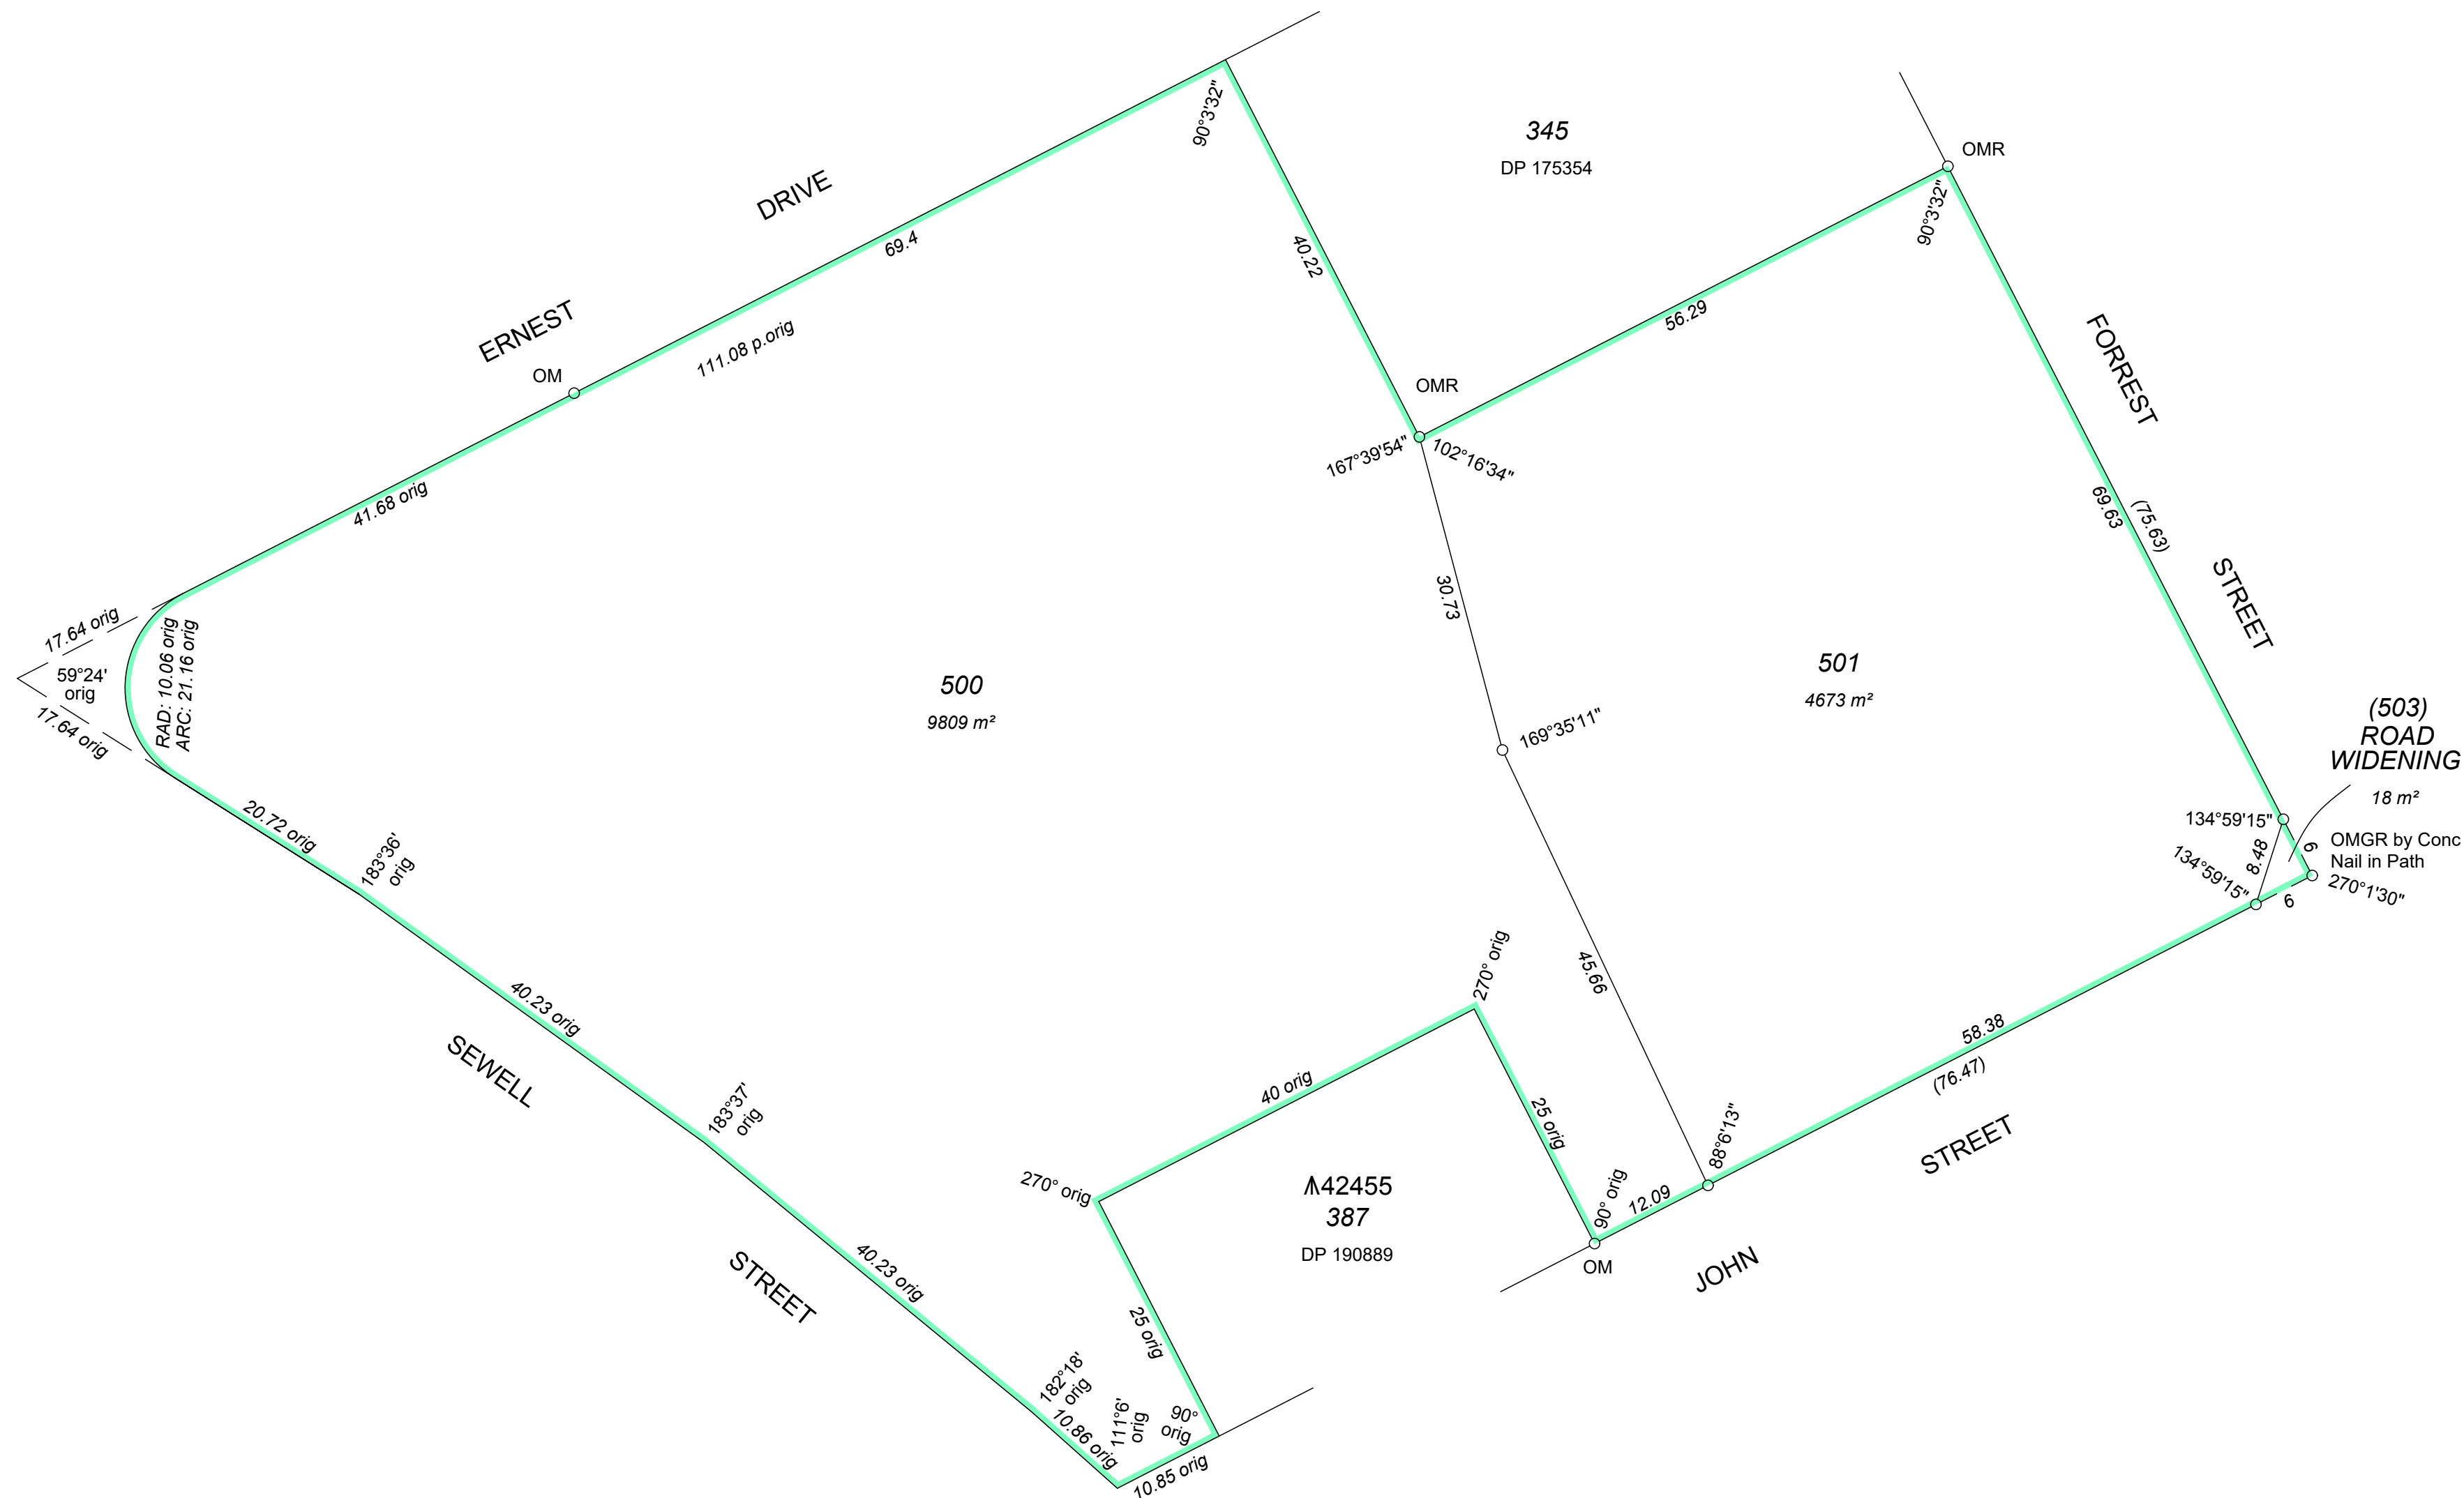 345
DP 175354
OMR
90°3'32"
90°3'32"
DRIVE
69.4
40.22
ERNEST
56.29
111.08 p.orig
OM
OMR
FORREST
167°39'54"
102°16'34"
41.68 orig
69.63
(75.63)
30.73
STREET
17.64 orig
59°24'
orig
17.64 orig
RAD: 10.06 orig
ARC: 21.16 orig
500
9809 m²
501
4673 m²
169°35'11"
(503)
ROAD
WIDENING
18 m²
134°59'15"
OMGR by Conc
Nail in Path
6
8.48
134°59'15"
270°1'30"
6
20.72 orig
183°36'
orig
270° orig
45.66
40.23 orig
58.38
(76.47)
SEWELL
183°37'
orig
40 orig
25 orig
88°6'13"
STREET
270° orig
⩚42455
387
DP 190889
90° orig
12.09
OM
JOHN
STREET
40.23 orig
25 orig
182°18'
orig
10.86 orig
111°6'
orig
90°
orig
10.85 orig